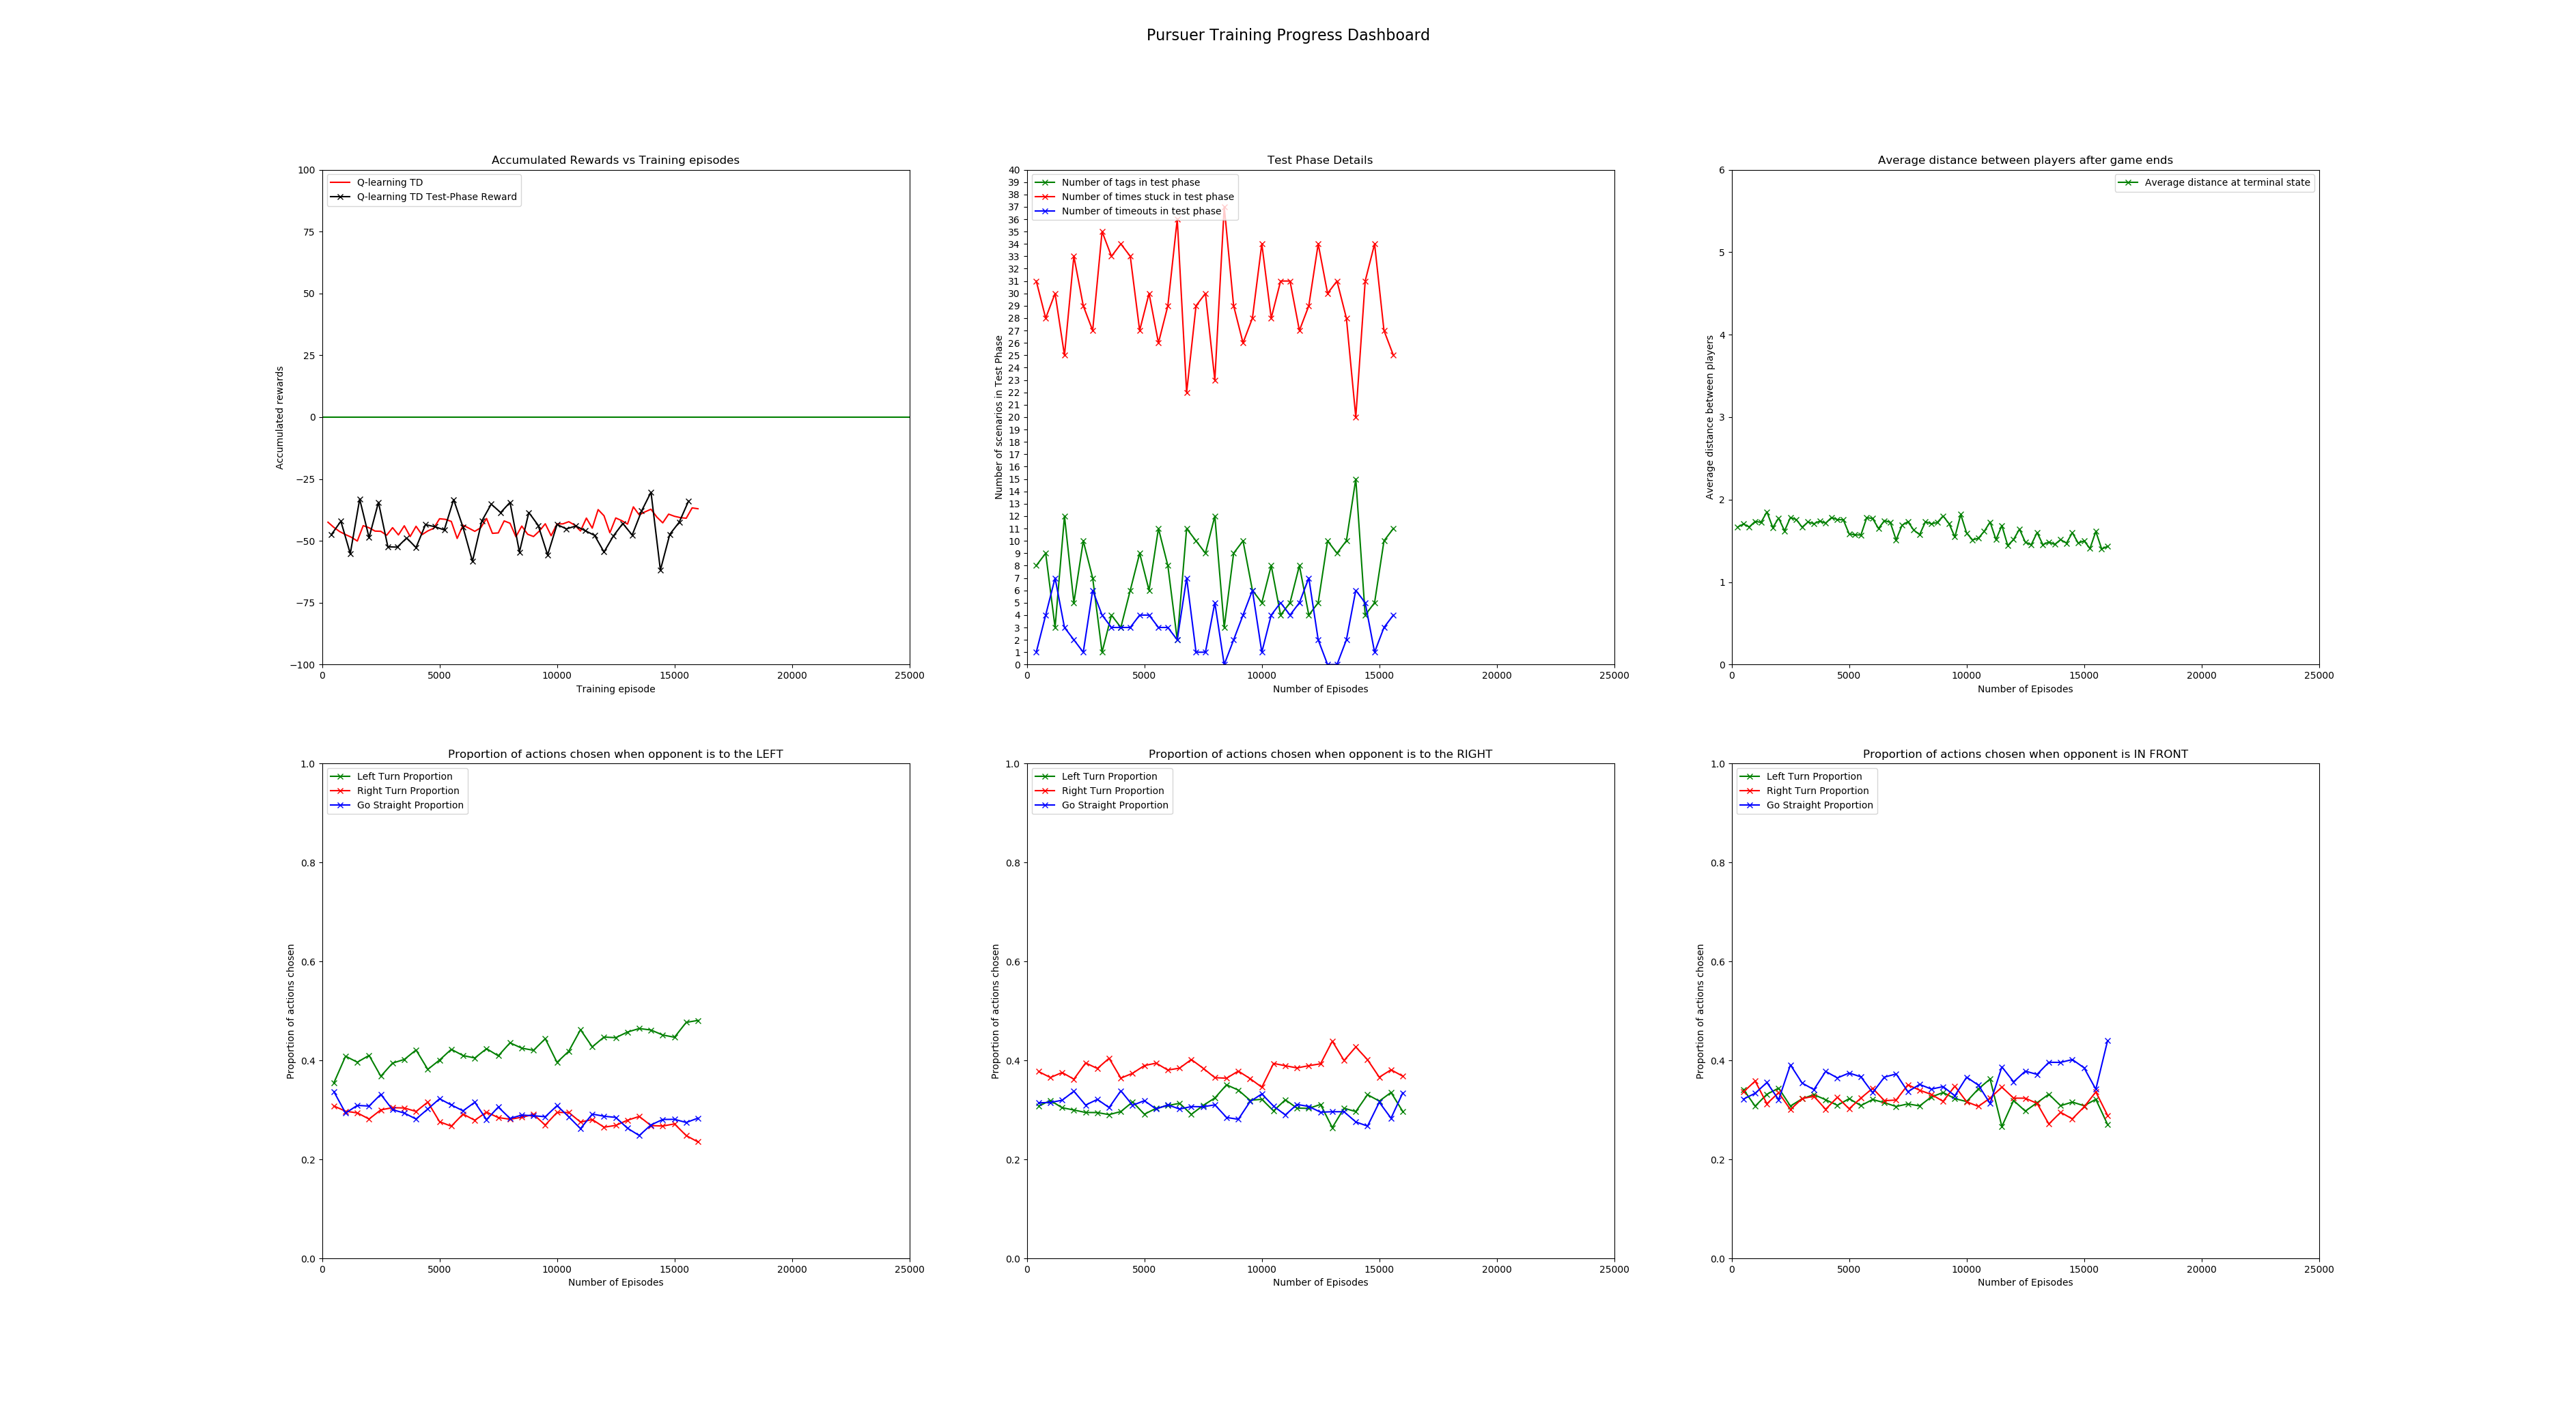 Pursuer Training Progress Dashboard
Accumulated Rewards vs Training episodes
Q-learning TD
Q-learning TD Test-Phase Reward
Accumulated rewards
100
75
50
25
0
−25
−50
−75
−100
0 5000 10000 15000 20000 25000
Training episode
Test Phase Details
Number of tags in test phase
Number of times stuck in test phase
Number of timeouts in test phase
Number of scenarios in Test Phase
40
39
38
37
36
35
34
33
32
31
30
29
28
27
26
25
24
23
22
21
20
19
18
17
16
15
14
13
12
11
10
9
8
7
6
5
4
3
2
1
0
0 5000 10000 15000 20000 25000
Number of Episodes
Average distance between players after game ends
Average distance at terminal state
Average distance between players
6
5
4
3
2
1
0
0 5000 10000 15000 20000 25000
Number of Episodes
Proportion of actions chosen when opponent is to the LEFT
Left Turn Proportion
Right Turn Proportion
Go Straight Proportion
Proportion of actions chosen
1.0
0.8
0.6
0.4
0.2
0.0
0 5000 10000 15000 20000 25000
Number of Episodes
Proportion of actions chosen when opponent is to the RIGHT
Left Turn Proportion
Right Turn Proportion
Go Straight Proportion
Proportion of actions chosen
1.0
0.8
0.6
0.4
0.2
0.0
0 5000 10000 15000 20000 25000
Number of Episodes
Proportion of actions chosen when opponent is IN FRONT
Left Turn Proportion
Right Turn Proportion
Go Straight Proportion
Proportion of actions chosen
1.0
0.8
0.6
0.4
0.2
0.0
0 5000 10000 15000 20000 25000
Number of Episodes